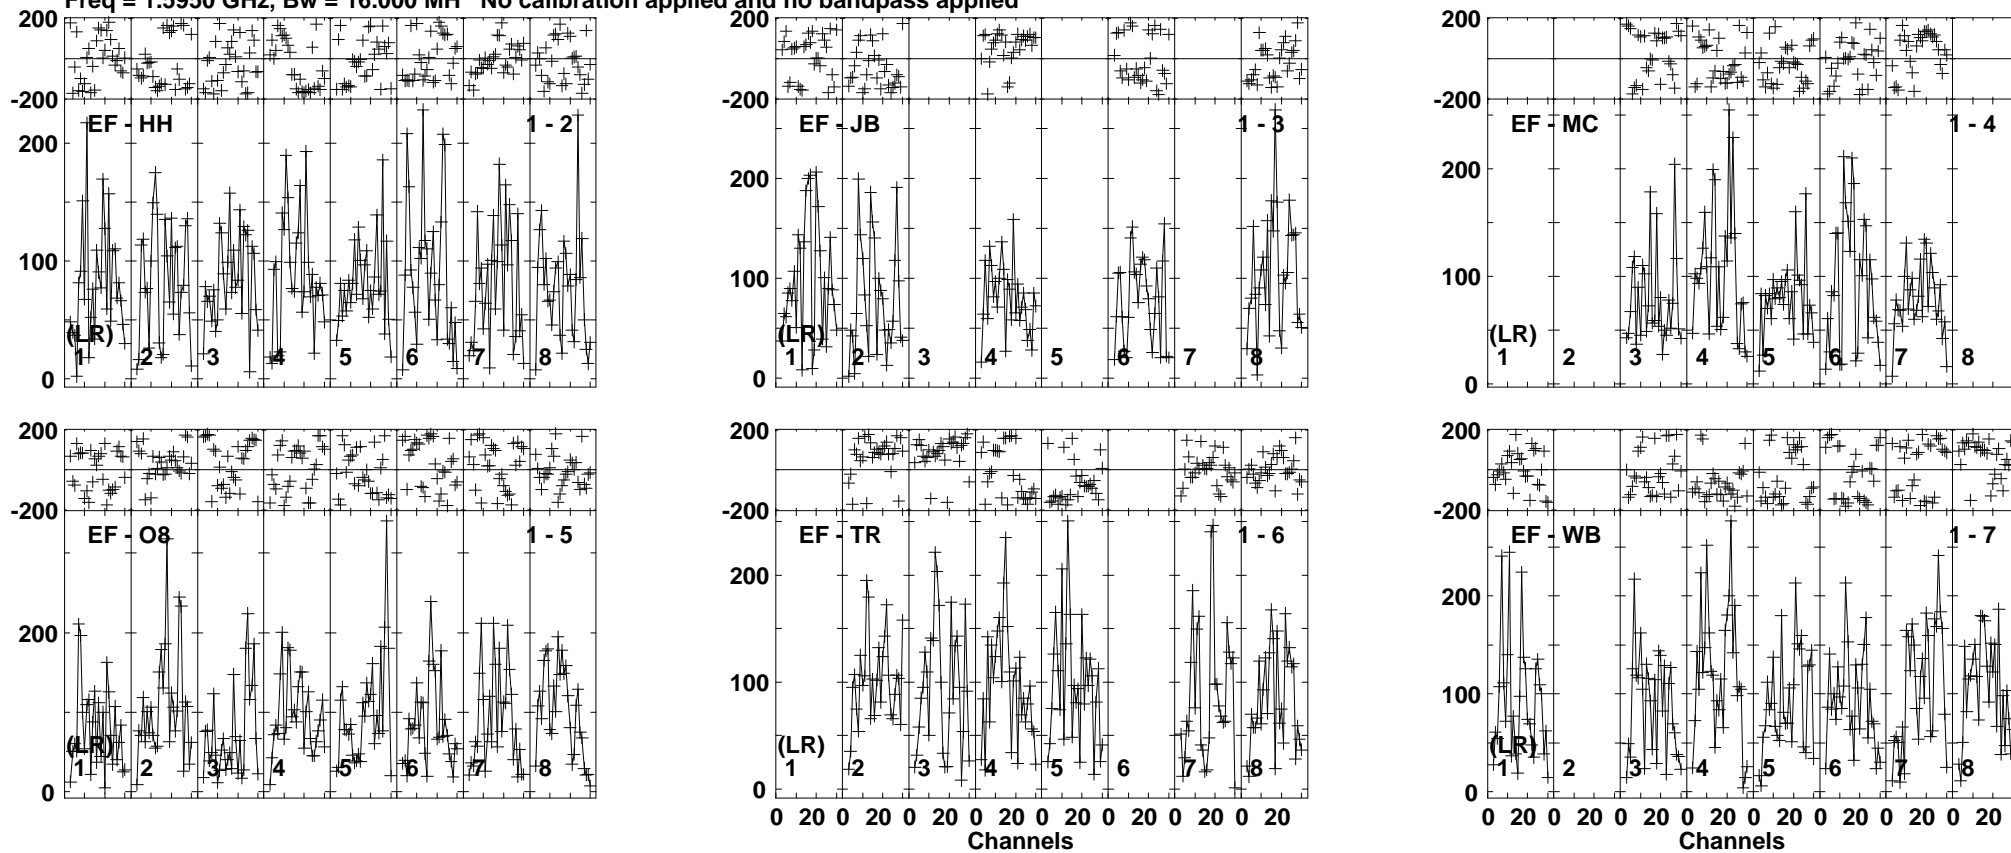 Freq = 1.5950 GHz, Bw = 16.000 MH No calibration applied and no bandpass applied
200 200 200
-200 -200 -200
EF - HH 1 - 2 EF - JB 1 - 3 EF - MC 1 - 4
200 200 200
100 100 100
(LR) (LR) (LR)
1 2 3 4 5 6 7 8 1 2 3 4 5 6 7 8 1 2 3 4 5 6 7 8
0 0 0
200 200 200
-200 -200 -200
EF - O8 1 - 5 EF - TR 1 - 6 EF - WB 1 - 7
200 200 200
100 100
(LR) (LR) (LR)
1 2 3 4 5 6 7 8 1 2 3 4 5 6 7 8 1 2 3 4 5 6 7 8
0 0 0
0 20 0 20 0 20 0 20 0 20 0 20 0 20 0 20 0 20 0 20 0 20 0 20 0 20 0 20 0 20 0 20
Channels Channels